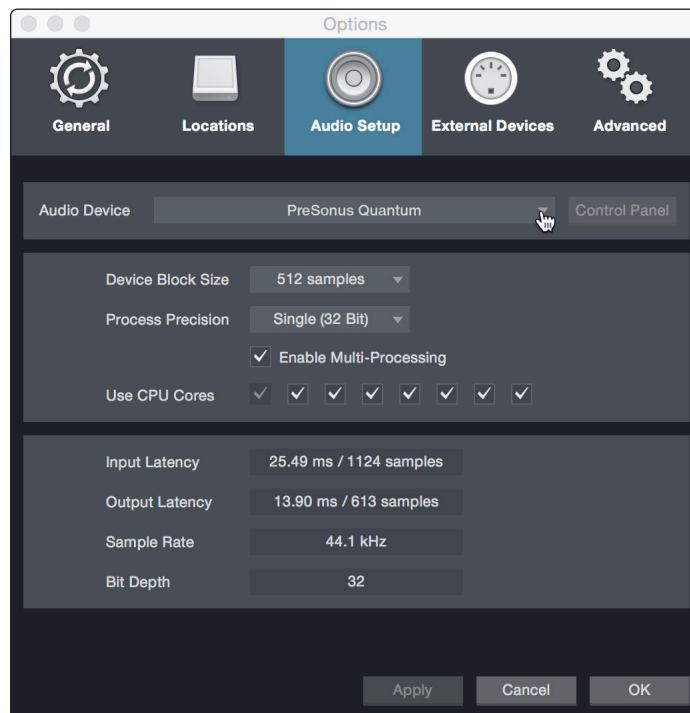 Options
General Locations Audio Setup External Devices Advanced
Audio Device PreSonus Quantum Control Panel
Device Block Size 512 samples
Process Precision Single (32 Bit)
Enable Multi-Processing
Use CPU Cores
Input Latency 25.49 ms / 1124 samples
Output Latency 13.90 ms / 613 samples
Sample Rate 44.1 kHz
Bit Depth 32
Apply Cancel OK